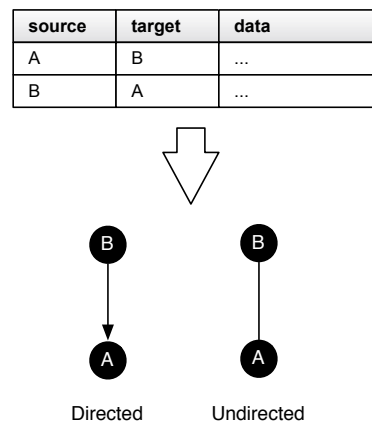 source target data
A B ...
B A ...
B B
A A
Directed Undirected